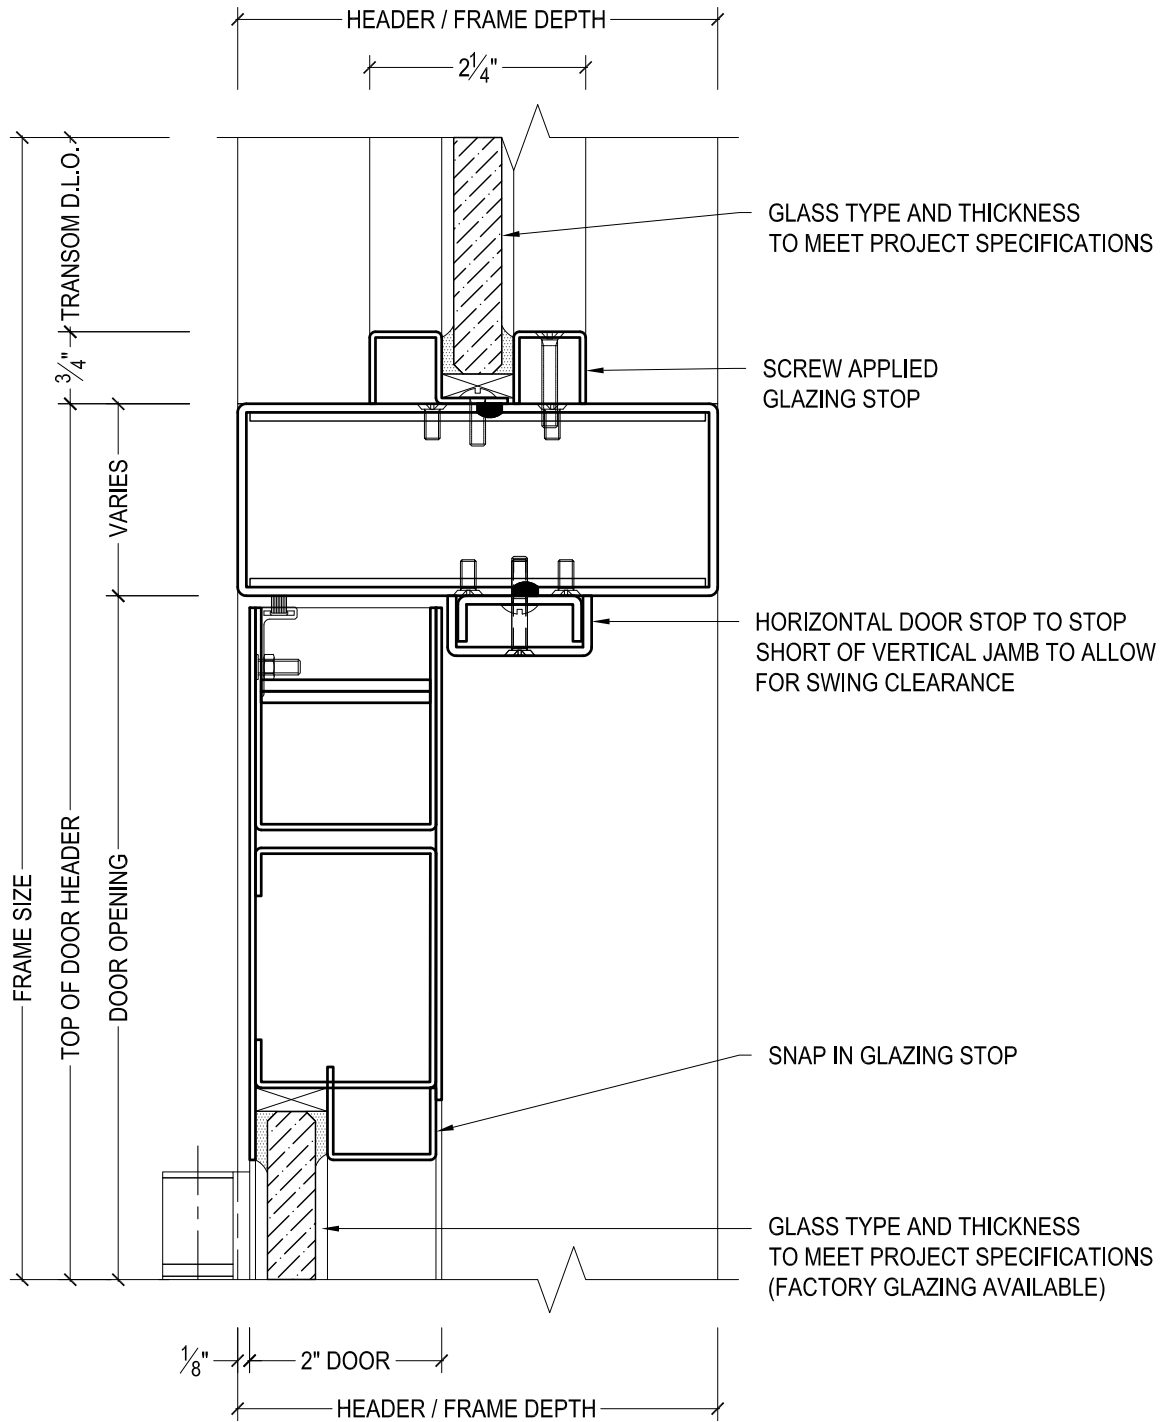 HEADER / FRAME DEPTH
2 1/4"
TRANSOM D.L.O.
GLASS TYPE AND THICKNESS
TO MEET PROJECT SPECIFICATIONS
3/4"
SCREW APPLIED
GLAZING STOP
VARIES
HORIZONTAL DOOR STOP TO STOP
SHORT OF VERTICAL JAMB TO ALLOW
FOR SWING CLEARANCE
FRAME SIZE
TOP OF DOOR HEADER
DOOR OPENING
SNAP IN GLAZING STOP
GLASS TYPE AND THICKNESS
TO MEET PROJECT SPECIFICATIONS
(FACTORY GLAZING AVAILABLE)
1/8"
2" DOOR
HEADER / FRAME DEPTH